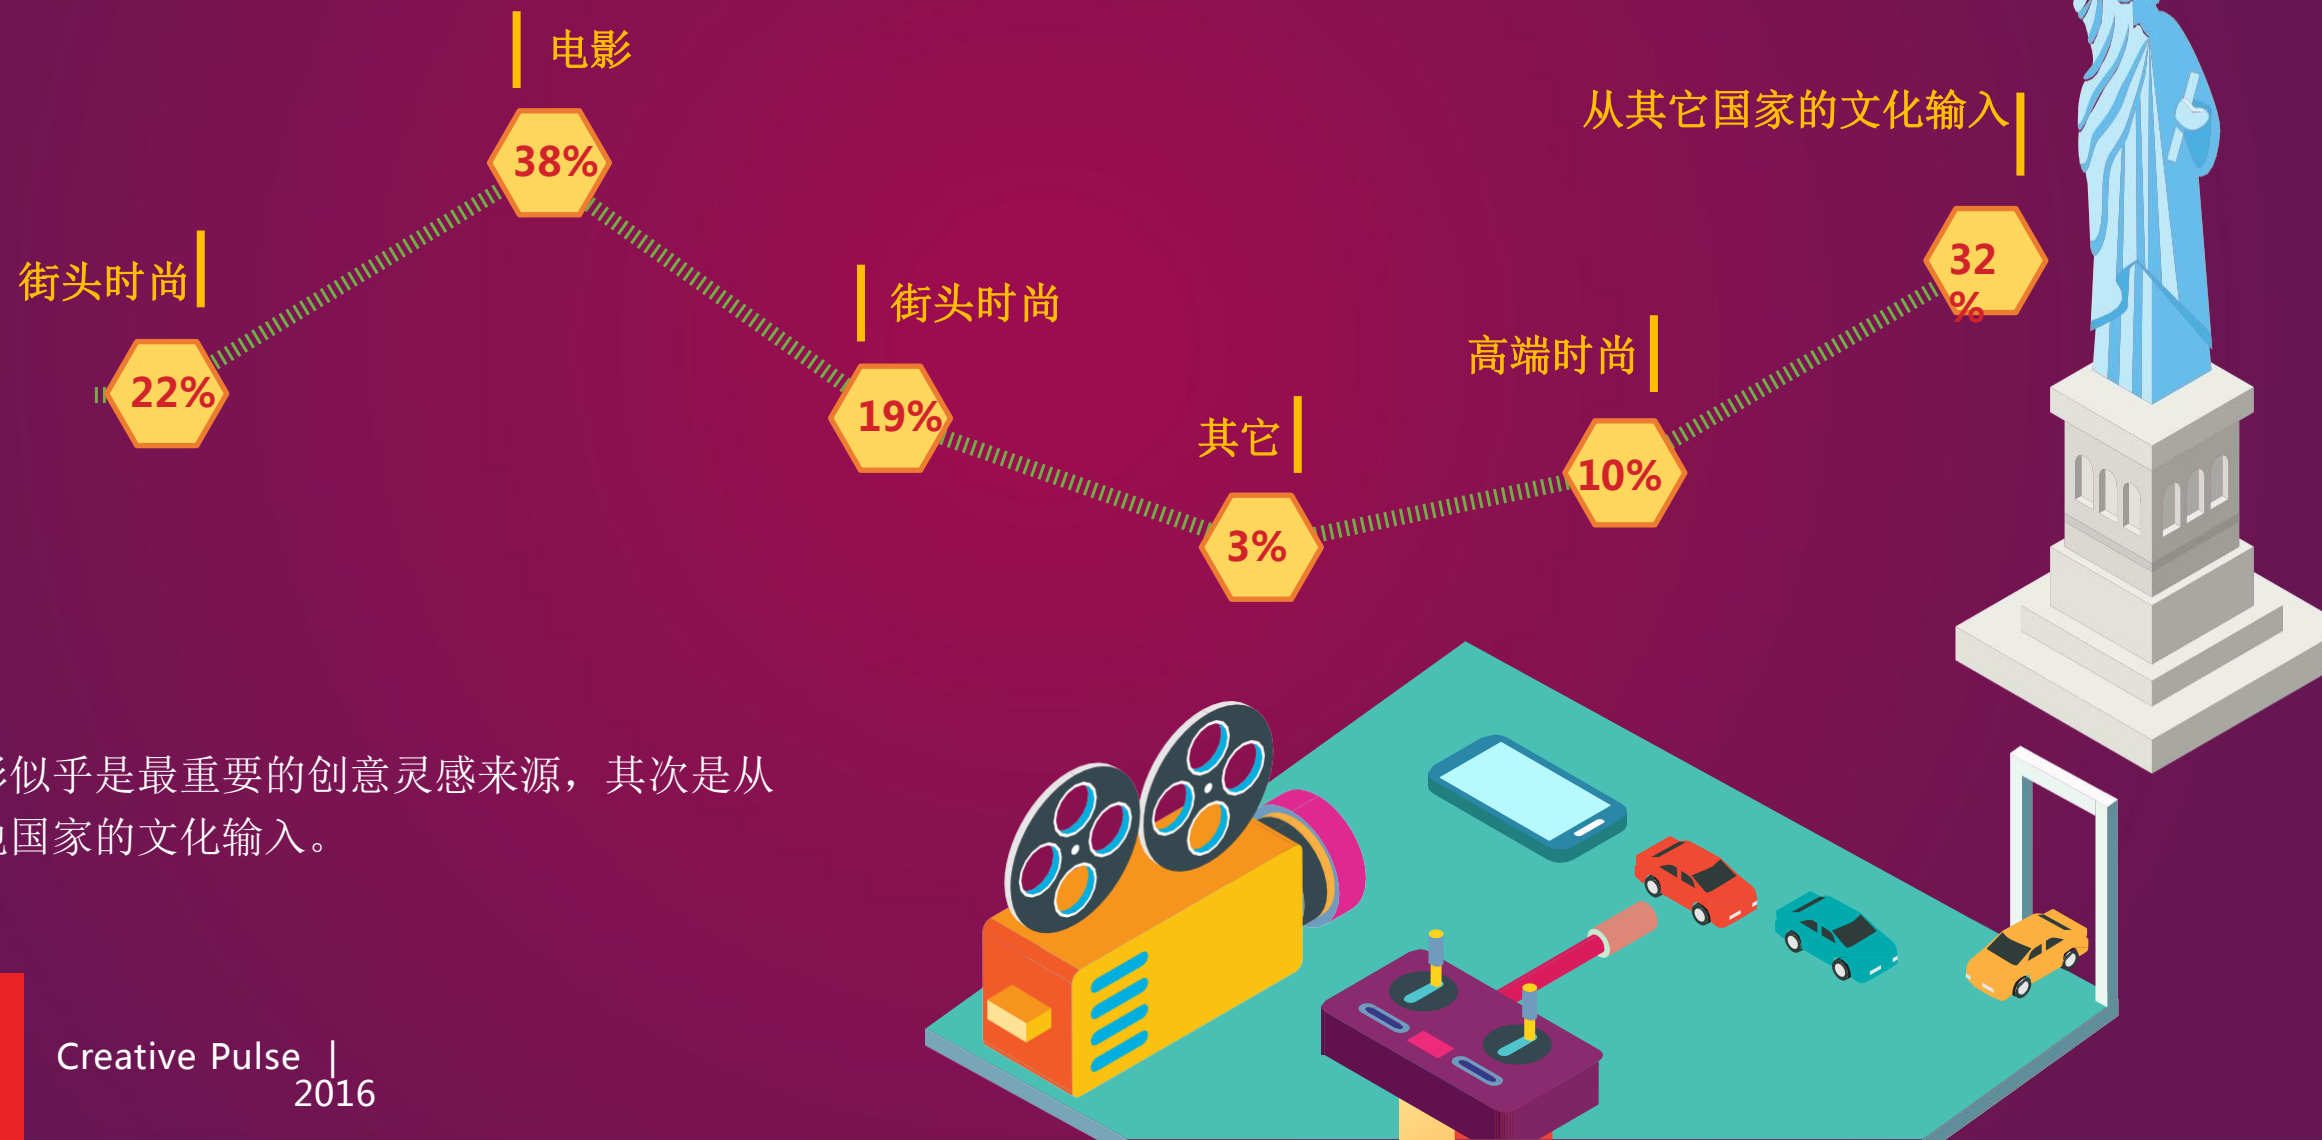 电影
38%
从其它国家的文化输入
32
%
街头时尚
22%
街头时尚
19%
高端时尚
10%
其它
3%
似乎是最重要的创意灵感来源，其次是从
国家的文化输入。
Creative Pulse |
2016